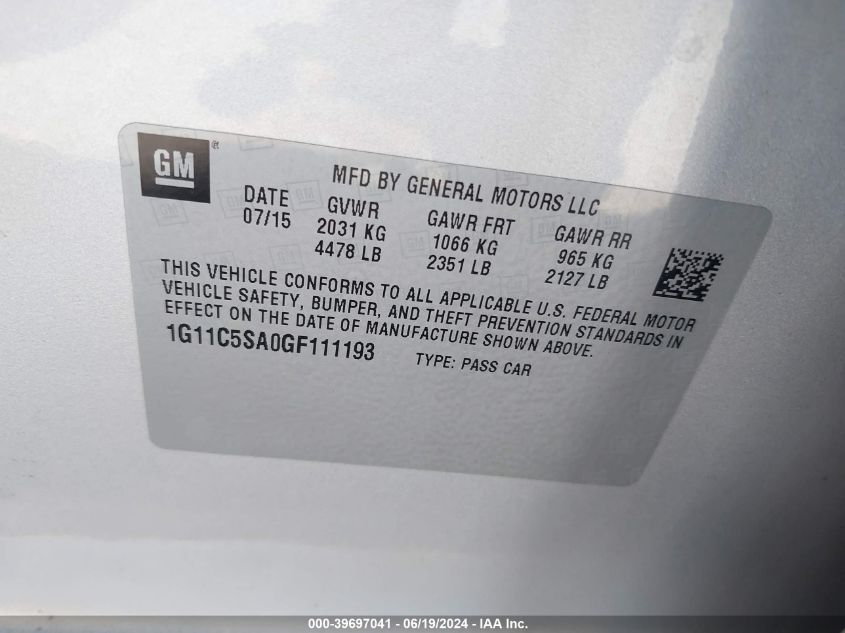 GM®
MFD BY GENERAL MOTORS LLC
DATE GVWR GAWR FRT GAWR RR
07/15 2031 KG 1066 KG 965 KG
4478 LB 2351 LB 2127 LB
THIS VEHICLE CONFORMS TO ALL APPLICABLE U.S. FEDERAL MOTOR
VEHICLE SAFETY, BUMPER, AND THEFT PREVENTION STANDARDS IN
EFFECT ON THE DATE OF MANUFACTURE SHOWN ABOVE.
1G11C5SA0GF111193 TYPE: PASS CAR
000-39697041 - 06/19/2024 - IAA Inc.